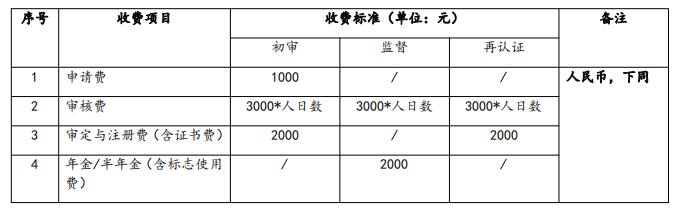 序号 收费项目 收费标准（单位：元） 备注
初审 监督 再认证
1 申请费 1000 / / 人民币，下同
2 审核费 3000*人日数 3000*人日数 3000*人日数
3 审定与注册费（含证书费） 2000 / 2000
4 年金/半年金（含标志使用
费） / 2000 /